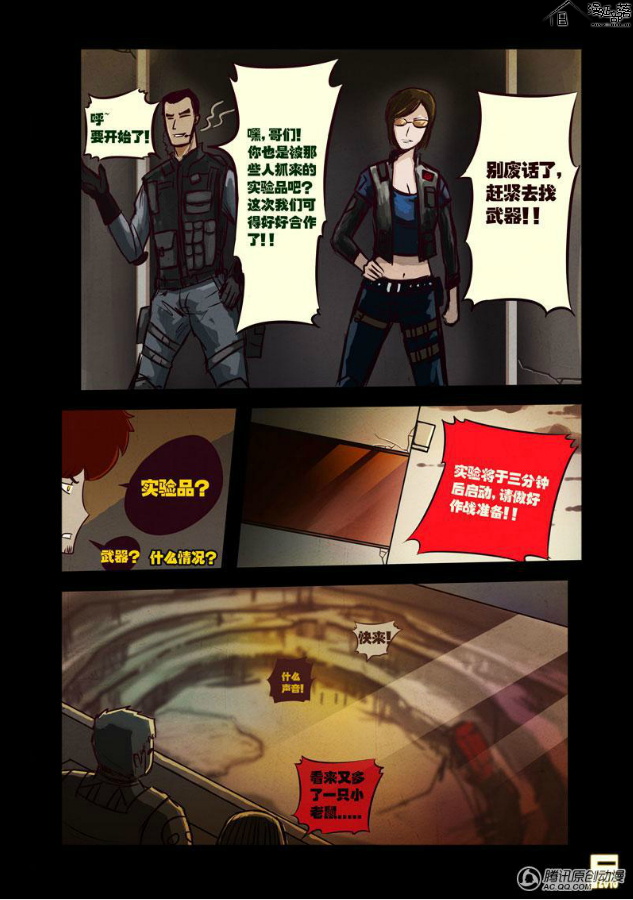 漫汇部落
呼~
要开始了！
嘿，哥们！
你也是被那
些人抓来的
实验品吧？
这次我们可
得好好合作
了！！
别废话了，
赶紧去找
武器！！
实验品？
武器？ 什么情况？
实验将于三分钟
后启动，请做好
作战准备！！
快来！
什么
声音！
看来又多
了一只小
老鼠.....
腾讯原创动漫
AC.QQ.COM